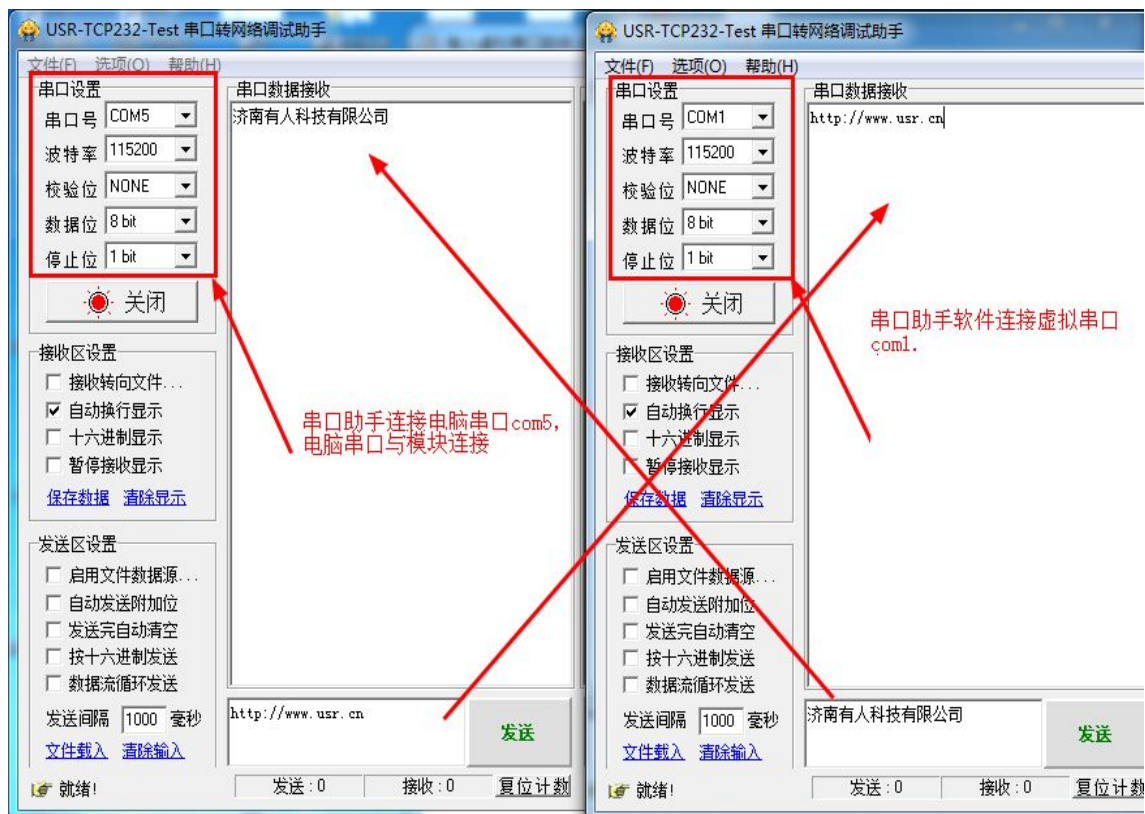 USR-TCP232-Test 串口转网络调试助手
文件(F) 选项(O) 帮助(H)
串口设置
串口号 COM5
波特率 115200
校验位 NONE
数据位 8 bit
停止位 1 bit
关闭
接收区设置
接收转向文件...
自动换行显示
十六进制显示
暂停接收显示
保存数据 清除显示
发送区设置
启用文件数据源...
自动发送附加位
发送完自动清空
按十六进制发送
数据流循环发送
发送间隔 1000 毫秒
文件载入 清除输入
就绪!
串口数据接收
济南有人科技有限公司
串口助手连接电脑串口com5,
电脑串口与模块连接
http://www.usr.cn
发送
发送:0 接收:0 复位计数
USR-TCP232-Test 串口转网络调试助手
文件(F) 选项(O) 帮助(H)
串口设置
串口号 COM1
波特率 115200
校验位 NONE
数据位 8 bit
停止位 1 bit
关闭
接收区设置
接收转向文件...
自动换行显示
十六进制显示
暂停接收显示
保存数据 清除显示
发送区设置
启用文件数据源...
自动发送附加位
发送完自动清空
按十六进制发送
数据流循环发送
发送间隔 1000 毫秒
文件载入 清除输入
就绪!
串口数据接收
http://www.usr.cn
串口助手软件连接虚拟串口
com1.
济南有人科技有限公司
发送
发送:0 接收:0 复位计数